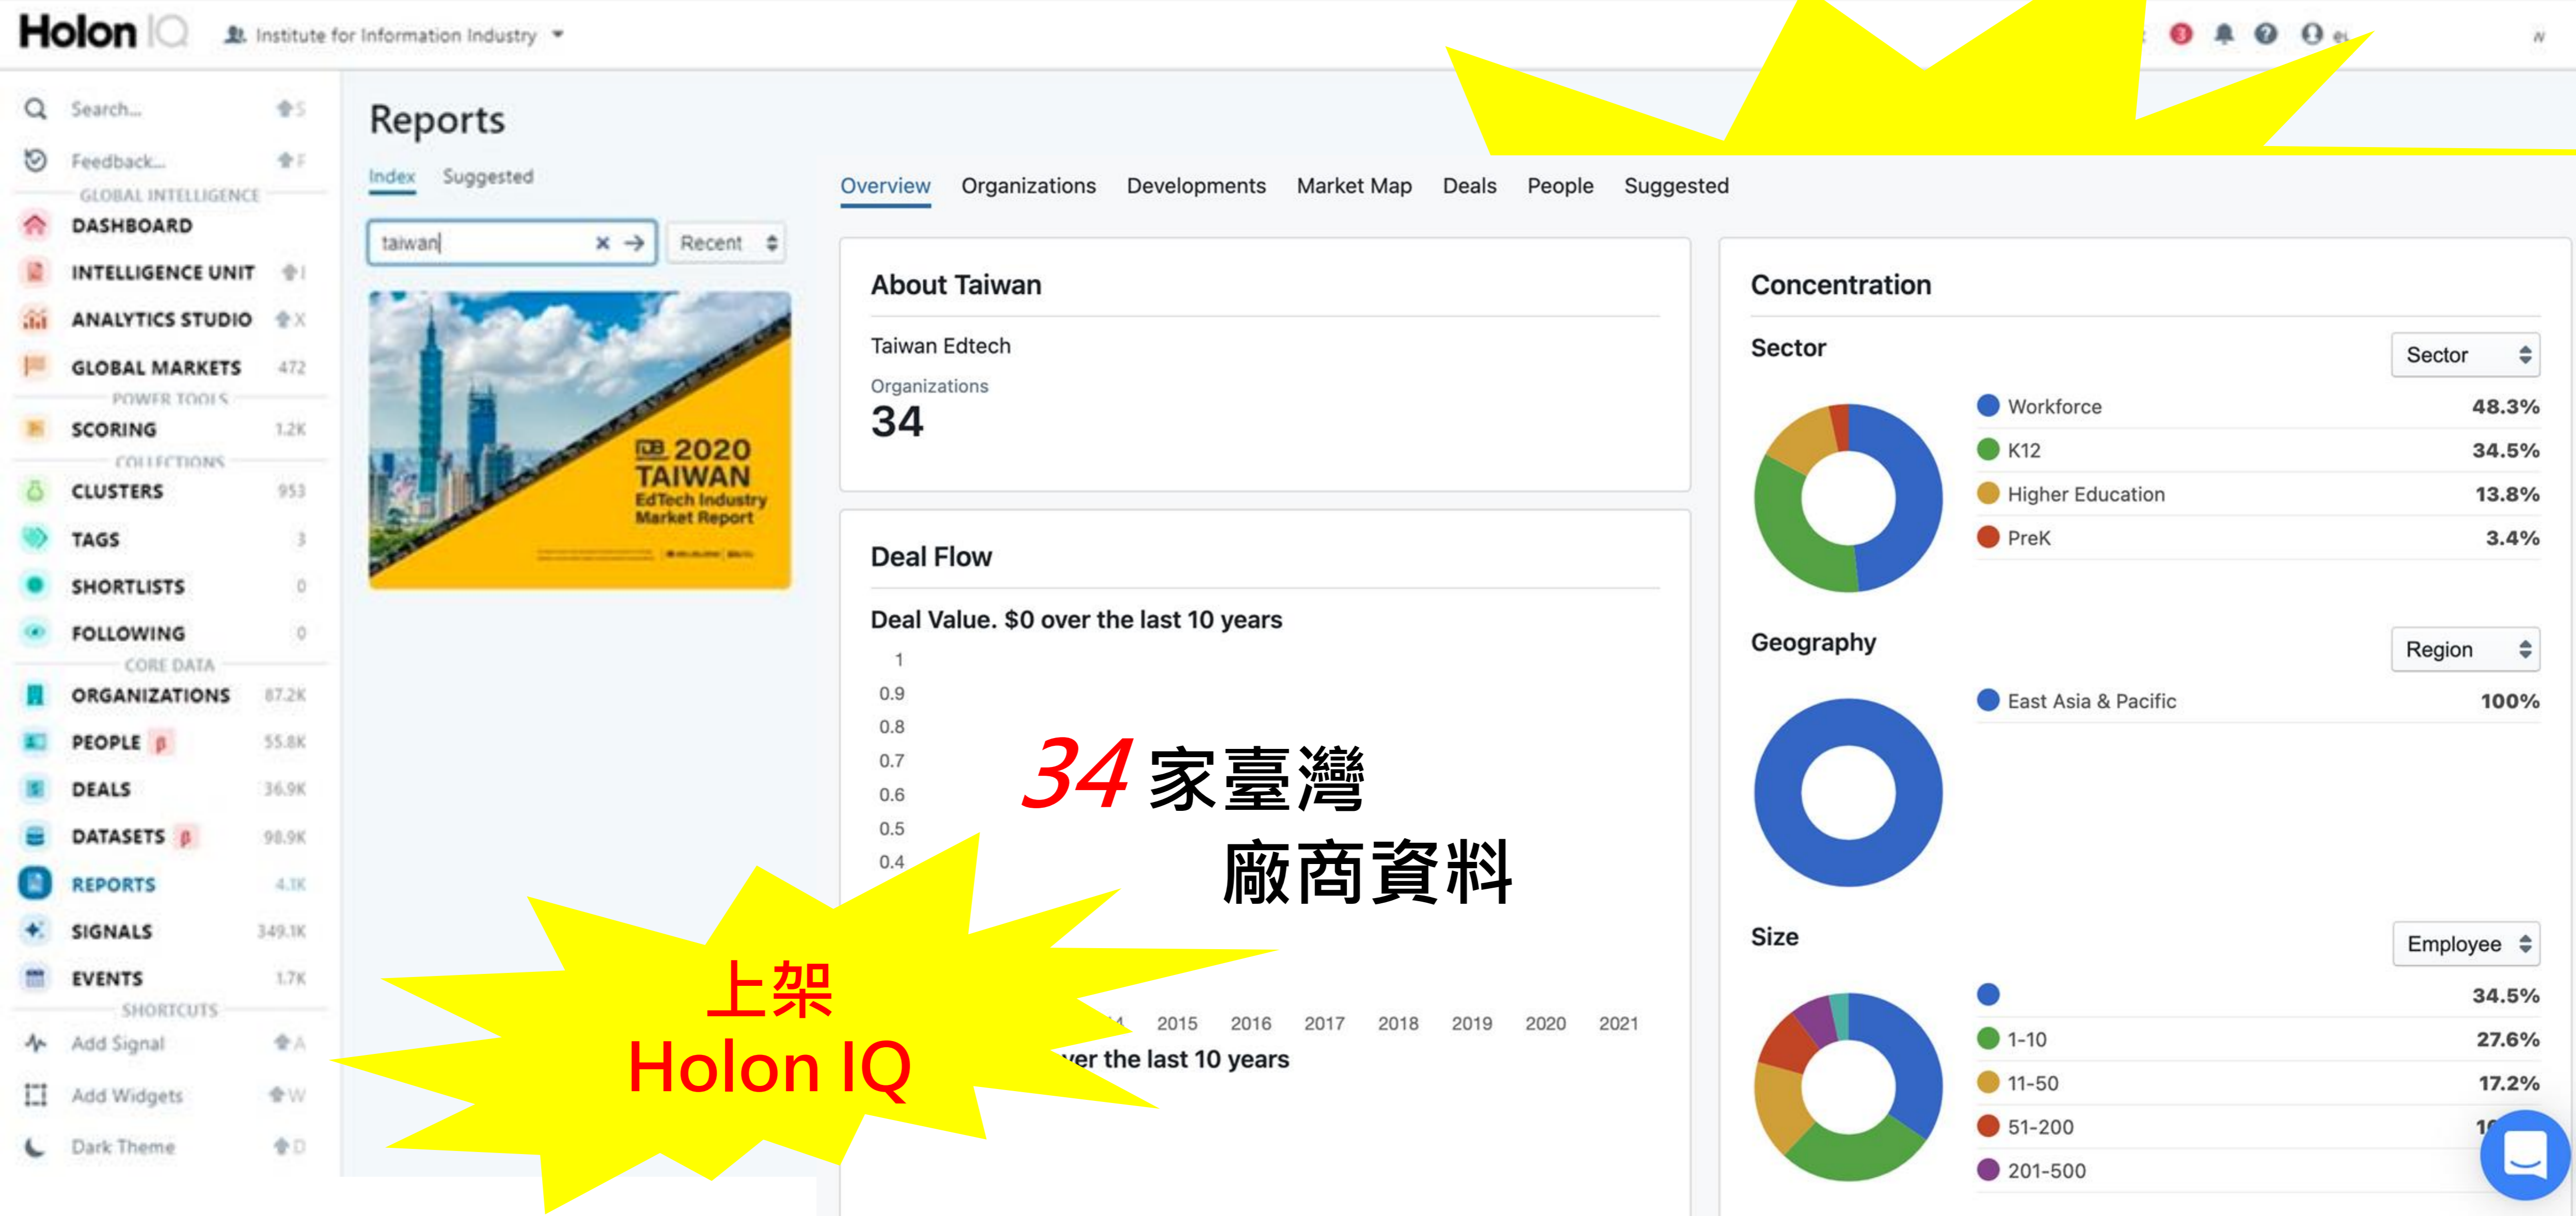 Holon IQ
Institute for Information Industry
3
Search...
S
Feedback...
F
GLOBAL INTELLIGENCE
DASHBOARD
INTELLIGENCE UNIT
I
ANALYTICS STUDIO
X
GLOBAL MARKETS 472
POWER TOOLS
SCORING 1.2K
COLLECTIONS
CLUSTERS 953
TAGS 3
SHORTLISTS 0
FOLLOWING 0
CORE DATA
ORGANIZATIONS 87.2K
PEOPLE β 55.8K
DEALS 36.9K
DATASETS β 98.9K
REPORTS 4.1K
SIGNALS 349.1K
EVENTS 1.7K
SHORTCUTS
Add Signal A
Add Widgets W
Dark Theme D
Reports
Index Suggested
taiwan
Recent
IDB 2020
TAIWAN
EdTech Industry
Market Report
Overview Organizations Developments Market Map Deals People Suggested
About Taiwan
Taiwan Edtech
Organizations
34
Deal Flow
Deal Value. $0 over the last 10 years
1
0.9
0.8
0.7
0.6
0.5
0.4
34 家臺灣
廠商資料
上架
Holon IQ
2015 2016 2017 2018 2019 2020 2021
over the last 10 years
Concentration
Sector
Sector
Workforce 48.3%
K12 34.5%
Higher Education 13.8%
PreK 3.4%
Geography
Region
East Asia & Pacific 100%
Size
Employee
34.5%
1-10 27.6%
11-50 17.2%
51-200
201-500